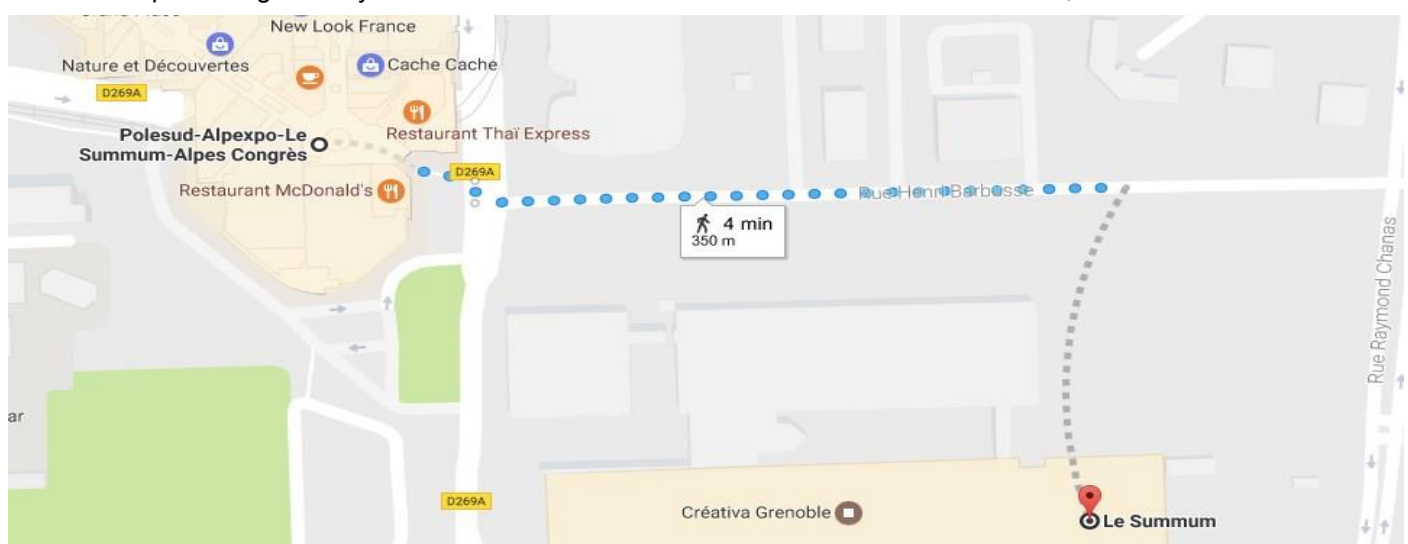 New Look France
Nature et Découvertes
Cache Cache
D269A
Polesud-Alpexpo-Le
Summum-Alpes Congrès
Restaurant Thaï Express
D269A
Restaurant McDonald's
Rue Henri Barbusse
4 min
350 m
Rue Raymond Chanas
ar
D269A
Créativa Grenoble
Le Summum